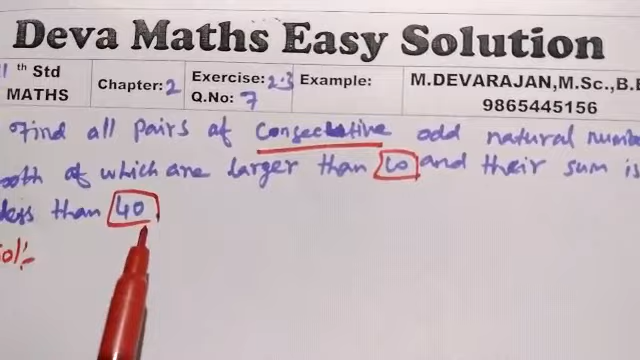 Deva Maths Easy Solution
11th Std
MATHS
Chapter: 2
Exercise: 2.3
Q.No: 7
Example:
M.DEVARAJAN,M.Sc.,B.E
9865445156
Find all pairs of consecutive odd natural numbe
both of which are larger than 10 and their sum is
less than 40
Sol:-